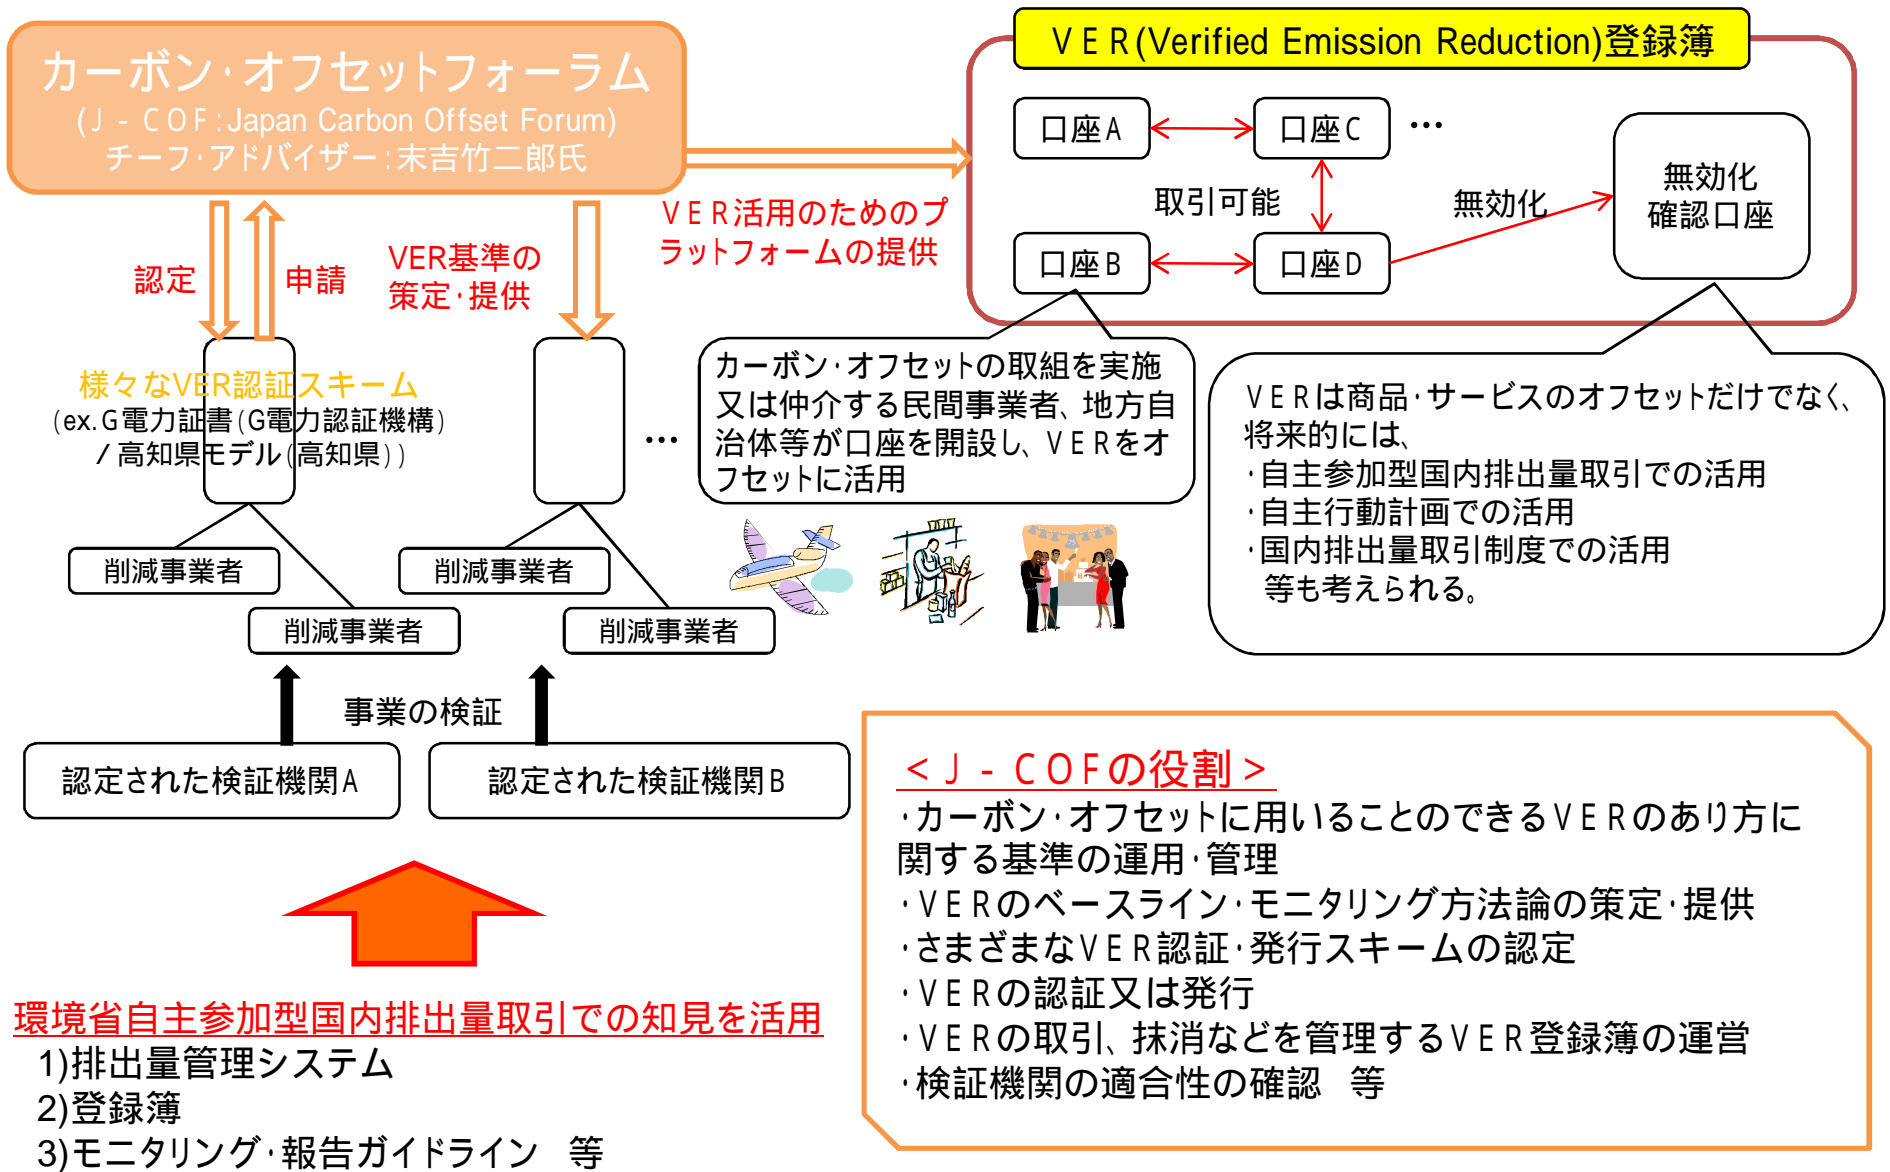 カーボン・オフセットフォーラム
(J-COF:Japan Carbon Offset Forum)
チーフ・アドバイザー:末吉竹二郎氏
VER(Verified Emission Reduction)登録簿
口座A
口座C
…
取引可能
無効化
無効化
確認口座
口座B
口座D
VER活用のためのプ
ラットフォームの提供
認定
申請
VER基準の
策定・提供
様々なVER認証スキーム
(ex.G電力証書(G電力認証機構)
/高知県モデル(高知県))
…
カーボン・オフセットの取組を実施
又は仲介する民間事業者、地方自
治体等が口座を開設し、VERをオ
フセットに活用
VERは商品・サービスのオフセットだけでなく、
将来的には、
・自主参加型国内排出量取引での活用
・自主行動計画での活用
・国内排出量取引制度での活用
等も考えられる。
削減事業者
削減事業者
削減事業者
削減事業者
事業の検証
認定された検証機関A
認定された検証機関B
環境省自主参加型国内排出量取引での知見を活用
1)排出量管理システム
2)登録簿
3)モニタリング・報告ガイドライン 等
<J-COFの役割>
・カーボン・オフセットに用いることのできるVERのあり方に
関する基準の運用・管理
・VERのベースライン・モニタリング方法論の策定・提供
・さまざまなVER認証・発行スキームの認定
・VERの認証又は発行
・VERの取引、抹消などを管理するVER登録簿の運営
・検証機関の適合性の確認 等